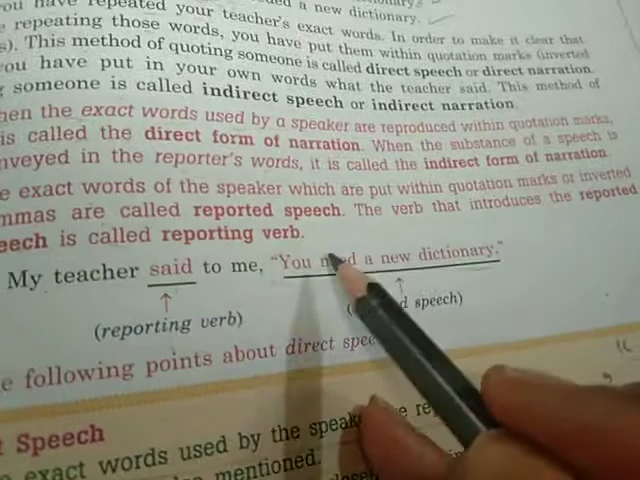 ou have repeated your teacher's exact words. In order to make it clear that
repeating those words, you have put them within quotation marks (inverted
s). This method of quoting someone is called direct speech or direct narration.
ou have put in your own words what the teacher said. This method of
someone is called indirect speech or indirect narration.
hen the exact words used by a speaker are reproduced within quotation marks,
is called the direct form of narration. When the substance of a speech is
nveyed in the reporter's words, it is called the indirect form of narration
e exact words of the speaker which are put within quotation marks or inverted
mmas are called reported speech. The verb that introduces the reported
eech is called reporting verb.
My teacher said to me, "You n d a new dictionary."
(reporting verb) ( d speech)
e following points about direct spee
t Speech
e exact words used by the speak e re
mentioned.